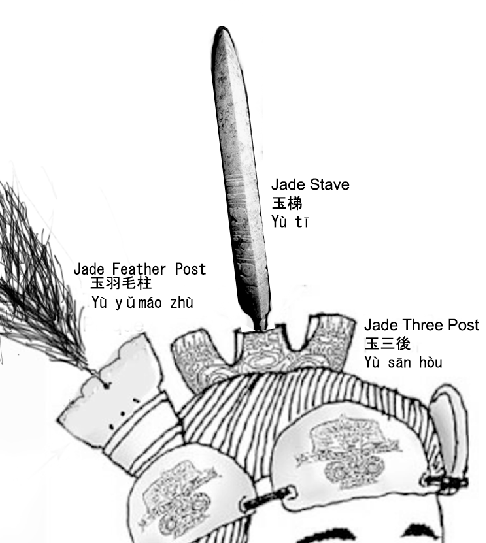 Jade Stave
玉梯
Yù tī
Jade Feather Post
玉羽毛柱
Yù yǔmáo zhù
Jade Three Post
玉三後
Yù sān hòu